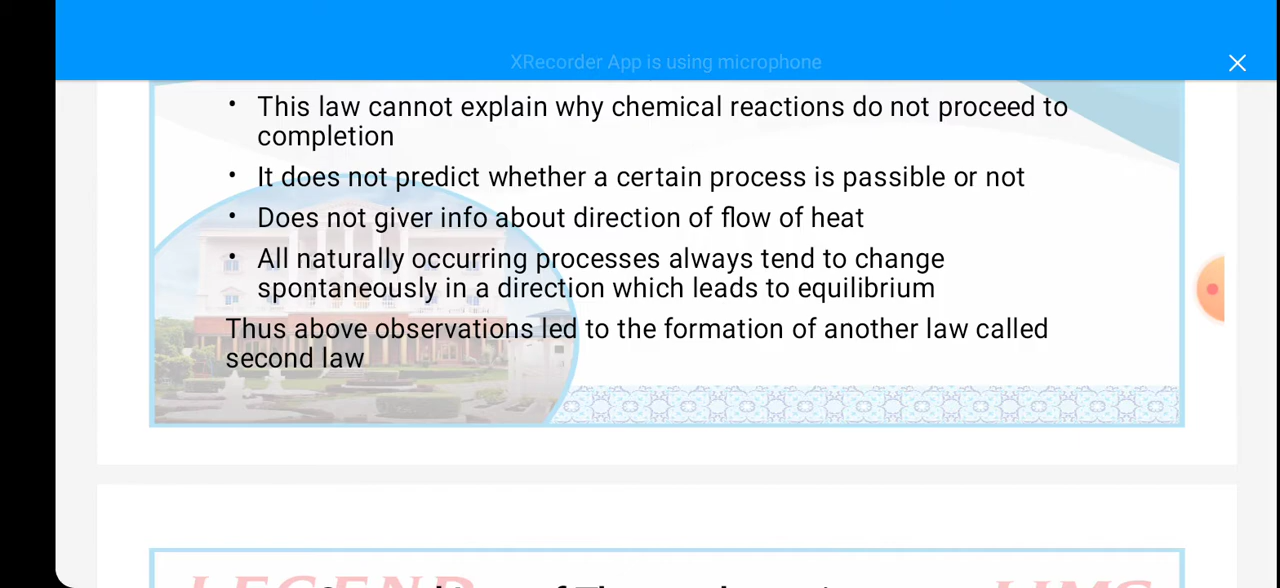 XRecorder App is using microphone
• This law cannot explain why chemical reactions do not proceed to
completion
• It does not predict whether a certain process is passible or not
• Does not giver info about direction of flow of heat
• All naturally occurring processes always tend to change
spontaneously in a direction which leads to equilibrium
Thus above observations led to the formation of another law called
second law